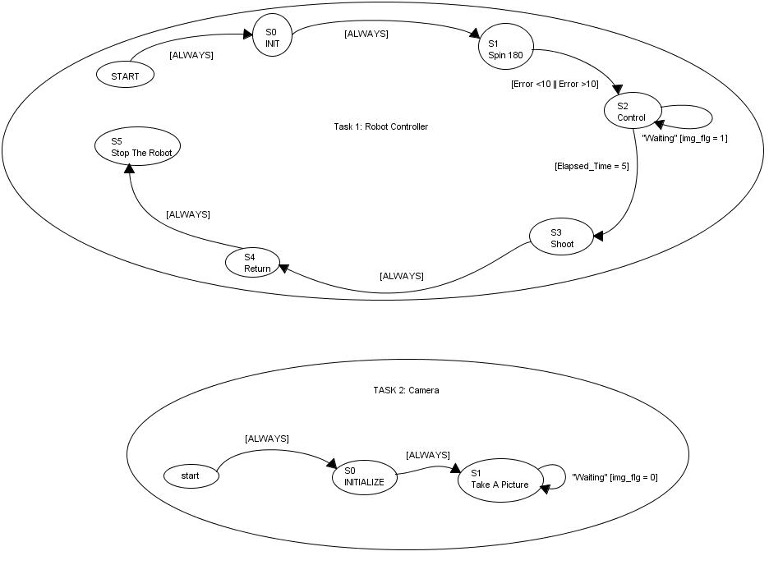 START
[ALWAYS]
S0
INIT
[ALWAYS]
S1
Spin 180
[Error <10 || Error >10]
S2
Control
"Waiting" [img_flg = 1]
Task 1: Robot Controller
[Elapsed_Time = 5]
S3
Shoot
[ALWAYS]
S4
Return
[ALWAYS]
S5
Stop The Robot
TASK 2: Camera
start
[ALWAYS]
S0
INITIALIZE
[ALWAYS]
S1
Take A Picture
"Waiting" [img_flg = 0]